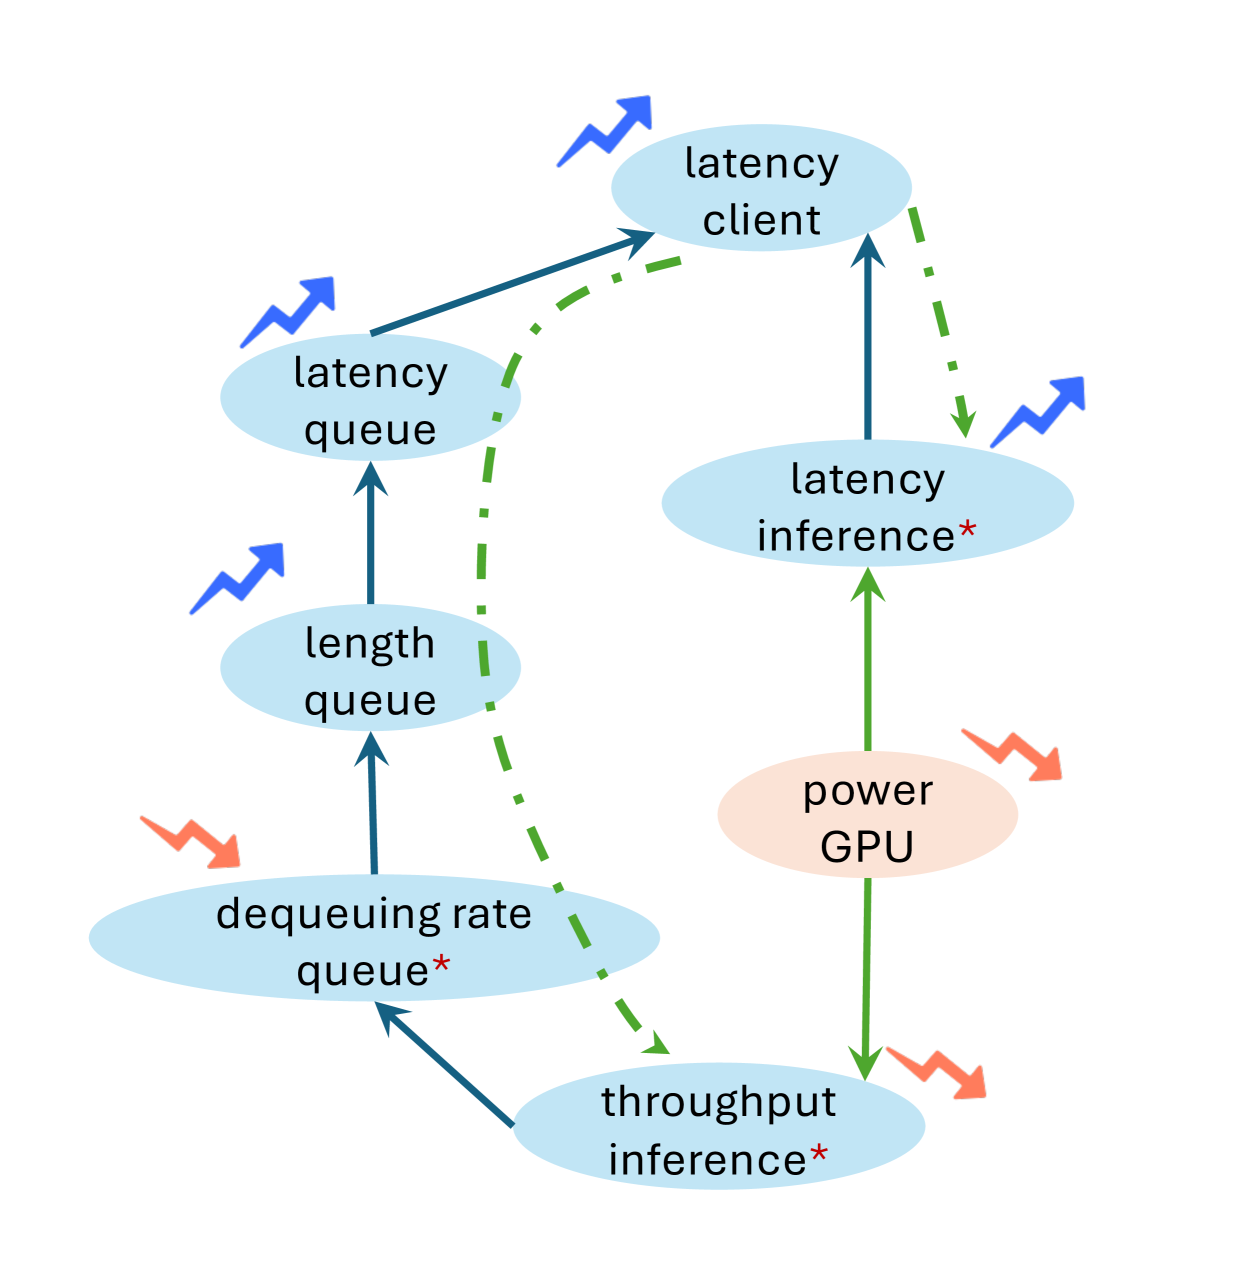 latency
client
latency
queue
latency
inference*
length
queue
power
GPU
dequeuing rate
queue*
throughput
inference*